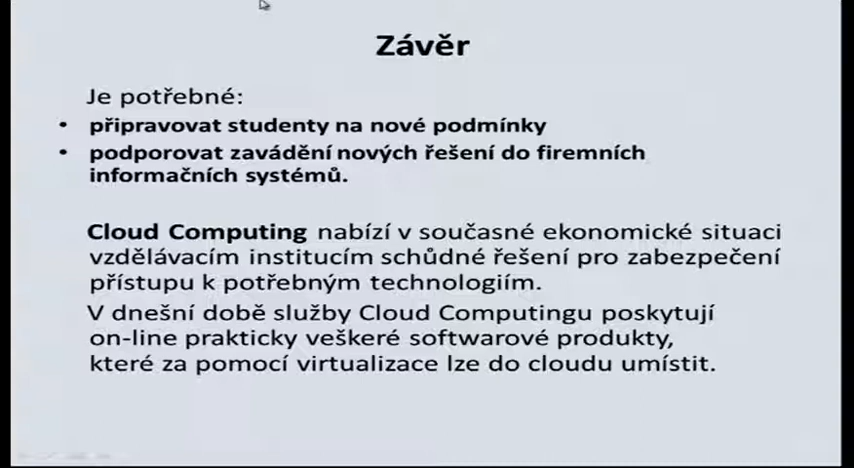 Závěr
Je potřebné:
• připravovat studenty na nové podmínky
• podporovat zavádění nových řešení do firemních
informačních systémů.
Cloud Computing nabízí v současné ekonomické situaci
vzdělávacím institucím schůdné řešení pro zabezpečení
přístupu k potřebným technologiím.
V dnešní době služby Cloud Computingu poskytují
on-line prakticky veškeré softwarové produkty,
které za pomocí virtualizace lze do cloudu umístit.